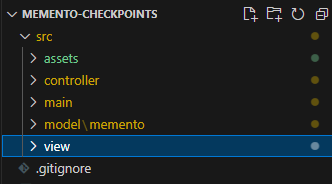 MEMENTO-CHECKPOINTS
src
assets
controller
main
model\memento
view
.gitignore